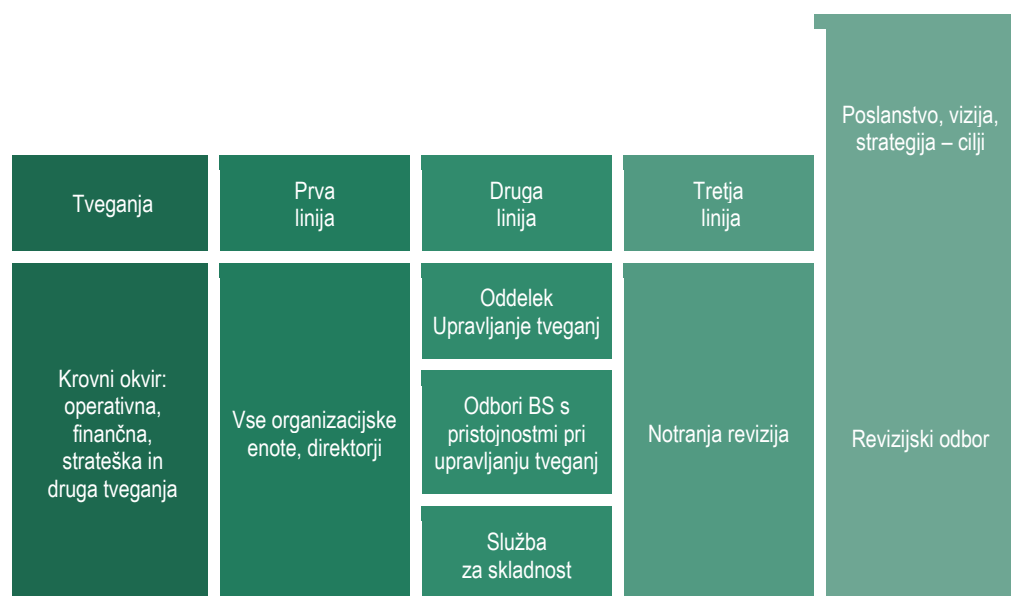 Poslanstvo, vizija,
strategija – cilji
Tveganja
Prva
linija
Druga
linija
Tretja
linija
Krovni okvir:
operativna,
finančna,
strateška in
druga tveganja
Vse organizacijske
enote, direktorji
Oddelek
Upravljanje tveganj
Odbori BS s
pristojnostmi pri
upravljanju tveganj
Služba
za skladnost
Notranja revizija
Revizijski odbor